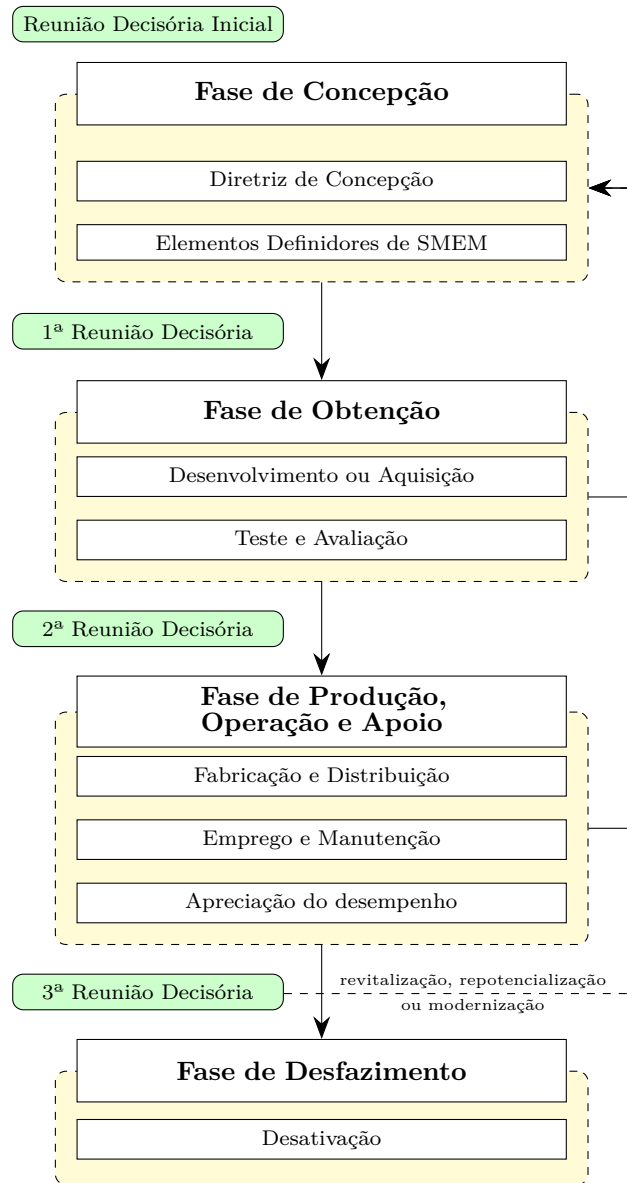 Reunião Decisória Inicial
Fase de Concepção
Diretriz de Concepção
Elementos Definidores de SMEM
1ª Reunião Decisória
Fase de Obtenção
Desenvolvimento ou Aquisição
Teste e Avaliação
2ª Reunião Decisória
Fase de Produção,
Operação e Apoio
Fabricação e Distribuição
Emprego e Manutenção
Apreciação do desempenho
3ª Reunião Decisória
revitalização, repotencialização
ou modernização
Fase de Desfazimento
Desativação